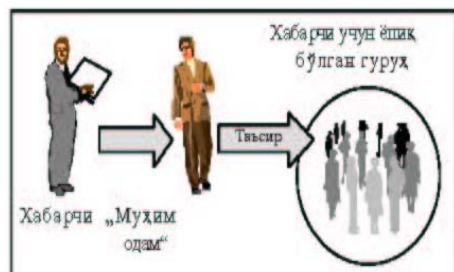 Хабарчи учун ёпиқ
бўлган гуруҳ
Таъсир
Хабарчи „Муҳим
одам“